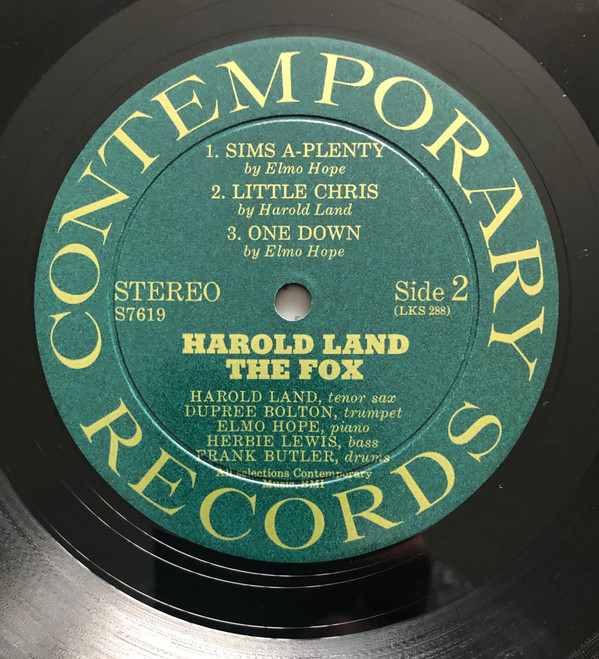 CONTEMPORARY
1. SIMS A-PLENTY
by Elmo Hope
2. LITTLE CHRIS
by Harold Land
3. ONE DOWN
by Elmo Hope
STEREO
S7619
Side 2
(LKS 288)
HAROLD LAND
THE FOX
HAROLD LAND, tenor sax
DUPREE BOLTON, trumpet
ELMO HOPE, piano
HERBIE LEWIS, bass
FRANK BUTLER, drums
All selections Contemporary
Music, BMI
RECORDS